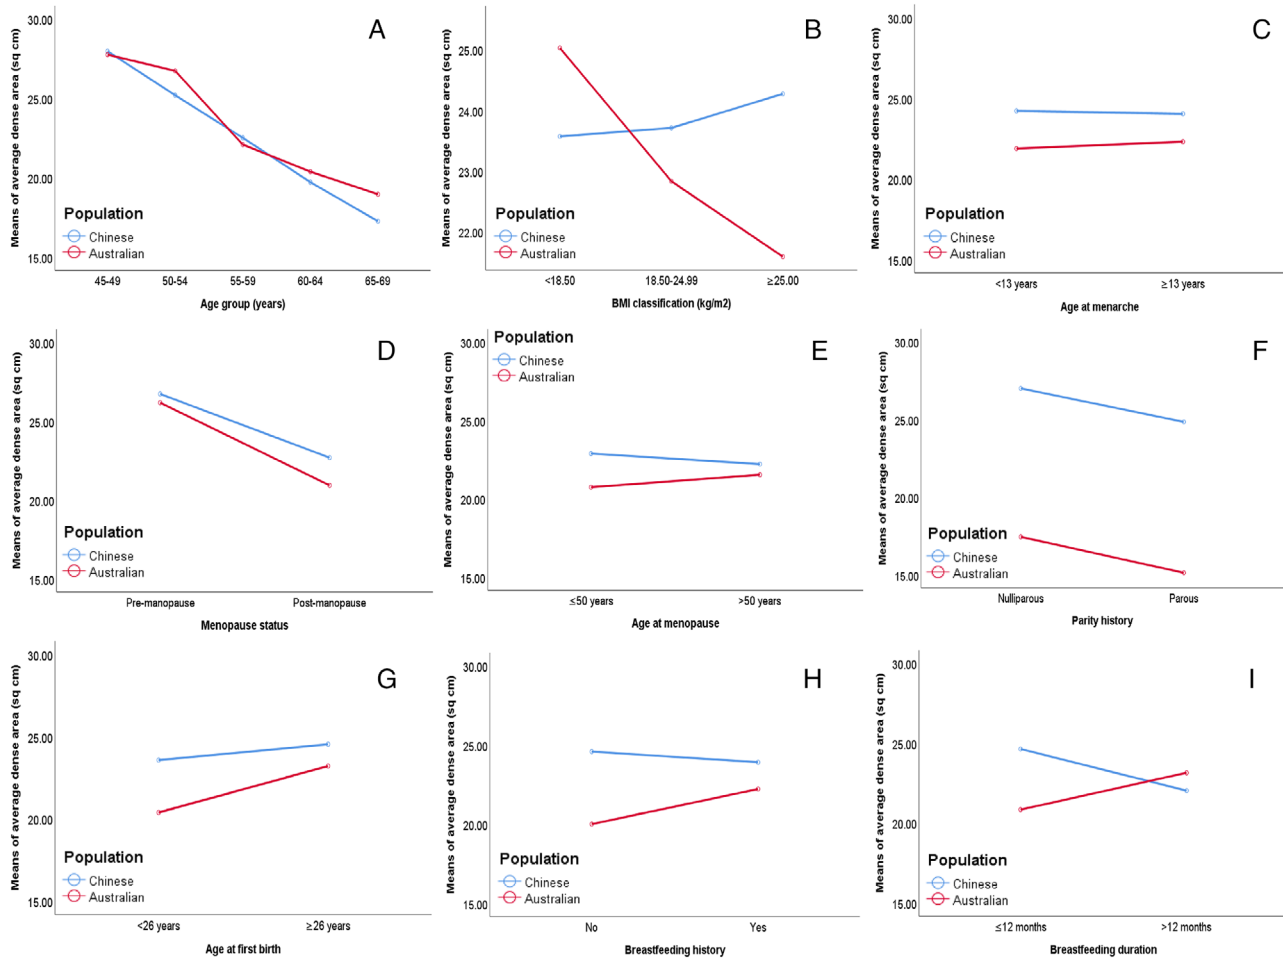 A
Means of average dense area (sq cm)
30.00
25.00
20.00
15.00
Population
Chinese
Australian
45-49 50-54 55-59 60-64 65-69
Age group (years)
B
Means of average dense area (sq cm)
25.00
24.00
23.00
22.00
Population
Chinese
Australian
<18.50 18.50-24.99 ≥25.00
BMI classification (kg/m2)
C
Means of average dense area (sq cm)
30.00
25.00
20.00
15.00
Population
Chinese
Australian
<13 years ≥13 years
Age at menarche
D
Means of average dense area (sq cm)
30.00
25.00
20.00
15.00
Population
Chinese
Australian
Pre-manopause Post-manopause
Menopause status
E
Means of average dense area (sq cm)
30.00
25.00
20.00
15.00
Population
Chinese
Australian
≤50 years >50 years
Age at menopause
F
Means of average dense area (sq cm)
30.00
25.00
20.00
15.00
Population
Chinese
Australian
Nulliparous Parous
Parity history
G
Means of average dense area (sq cm)
30.00
25.00
20.00
15.00
Population
Chinese
Australian
<26 years ≥26 years
Age at first birth
H
Means of average dense area (sq cm)
30.00
25.00
20.00
15.00
Population
Chinese
Australian
No Yes
Breastfeeding history
I
Means of average dense area (sq cm)
30.00
25.00
20.00
15.00
Population
Chinese
Australian
≤12 months >12 months
Breastfeeding duration